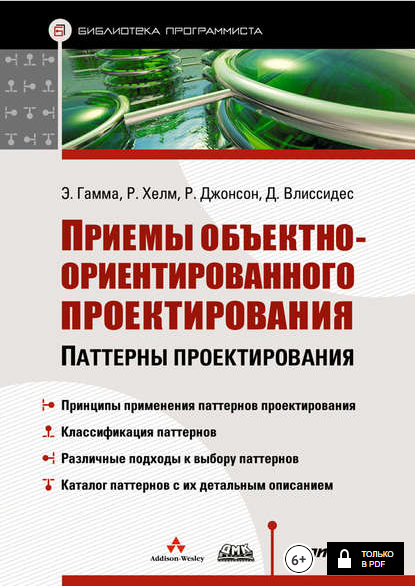 БИБЛИОТЕКА ПРОГРАММИСТА
Э. Гамма, Р. Хелм, Р. Джонсон, Д. Влиссидес
ПРИЕМЫ ОБЪЕКТНО-
ОРИЕНТИРОВАННОГО
ПРОЕКТИРОВАНИЯ
ПАТТЕРНЫ ПРОЕКТИРОВАНИЯ
Принципы применения паттернов проектирования
Классификация паттернов
Различные подходы к выбору паттернов
Каталог паттернов с их детальным описанием
Addison-Wesley
ДМК
6+
ТОЛЬКО
В PDF